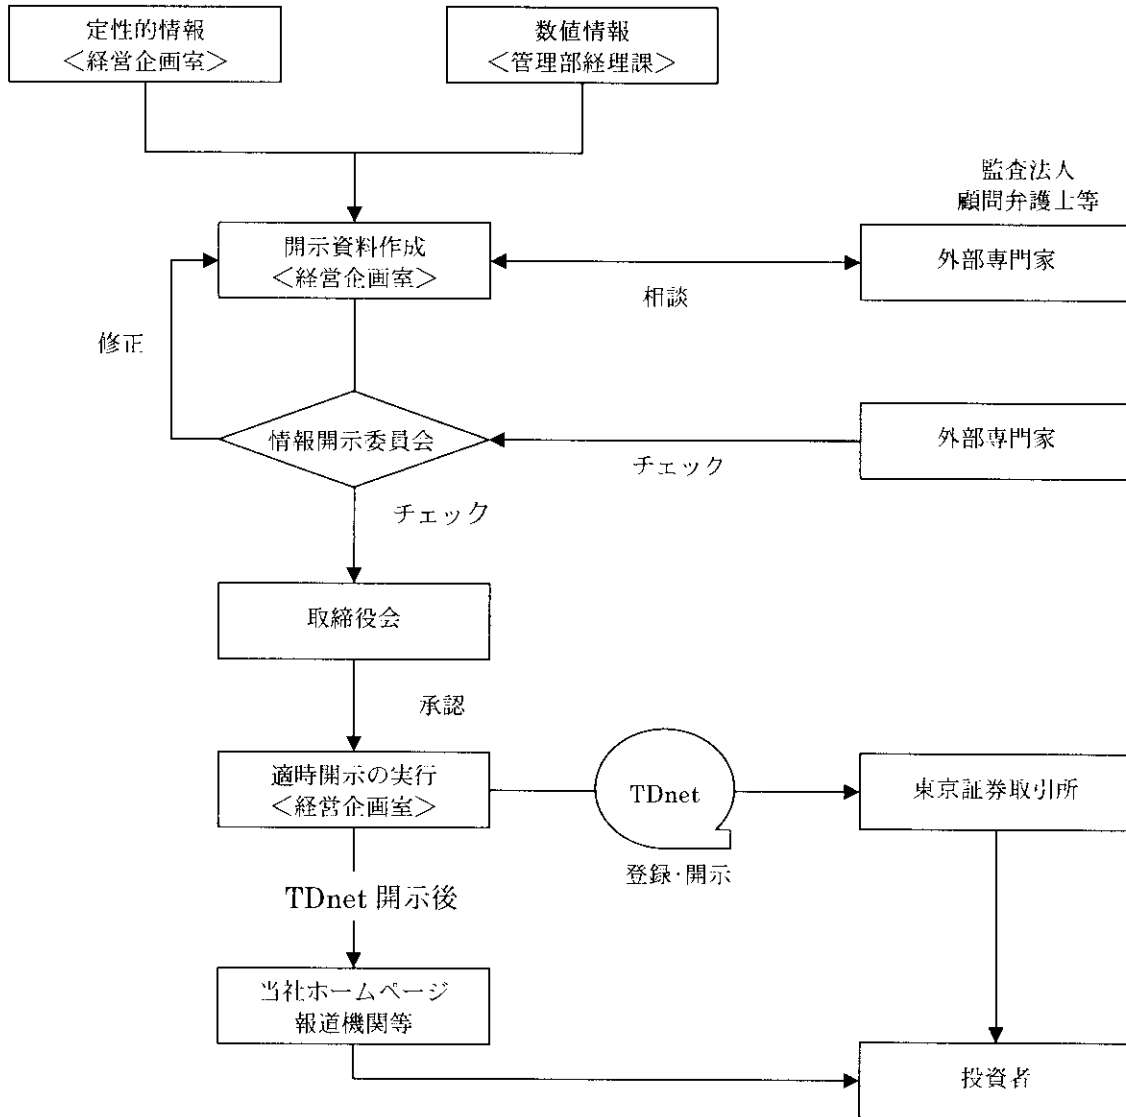 定性的情報
＜経営企画室＞
数値情報
＜管理部経理課＞
監査法人
顧問弁護士等
開示資料作成
＜経営企画室＞
外部専門家
相談
修正
情報開示委員会
外部専門家
チェック
チェック
取締役会
承認
適時開示の実行
＜経営企画室＞
TDnet
東京証券取引所
登録・開示
TDnet 開示後
当社ホームページ
報道機関等
投資者